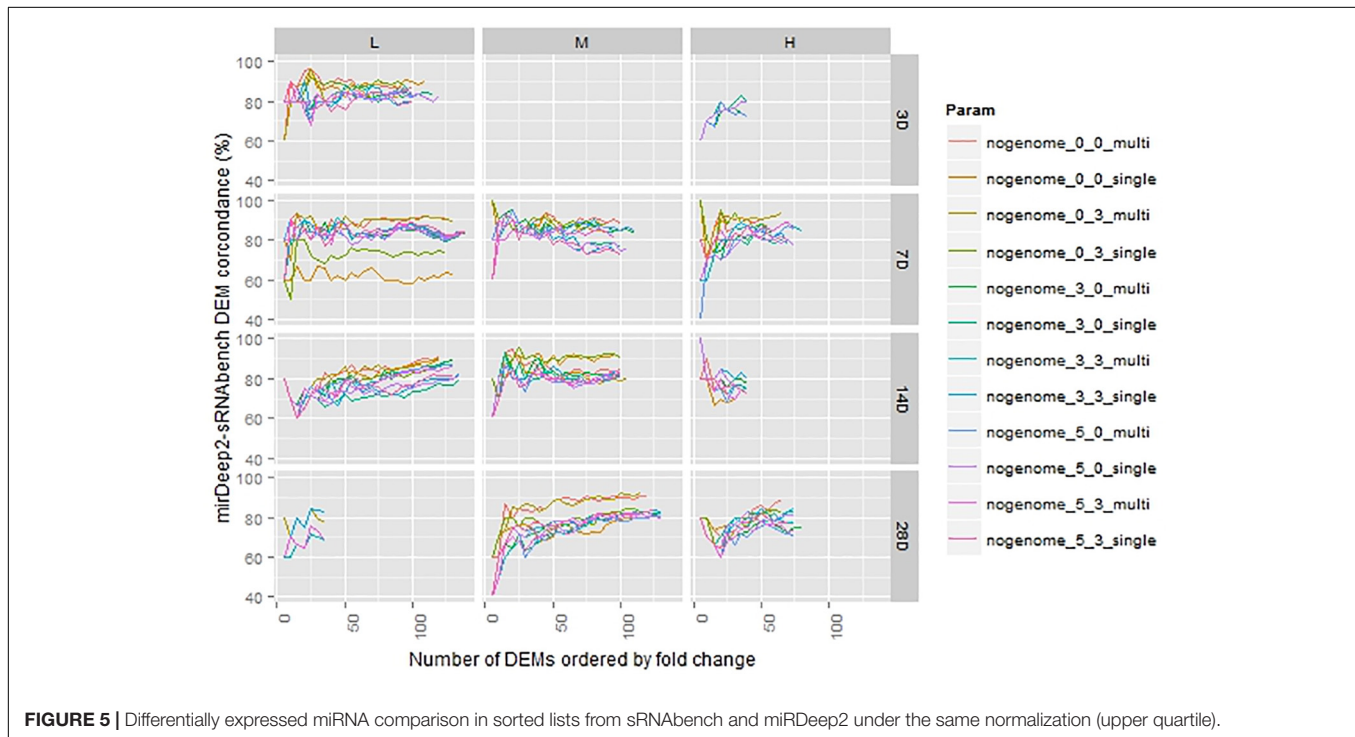 L M H
100
80
60
40
3D
100
80
60
40
7D
100
80
60
40
14D
100
80
60
40
28D
0 50 100 0 50 100 0 50 100
mirDeep2-sRNAbench DEM corcondance (%)
Number of DEMs ordered by fold change
Param
nogenome_0_0_multi
nogenome_0_0_single
nogenome_0_3_multi
nogenome_0_3_single
nogenome_3_0_multi
nogenome_3_0_single
nogenome_3_3_multi
nogenome_3_3_single
nogenome_5_0_multi
nogenome_5_0_single
nogenome_5_3_multi
nogenome_5_3_single
FIGURE 5 | Differentially expressed miRNA comparison in sorted lists from sRNAbench and miRDeep2 under the same normalization (upper quartile).